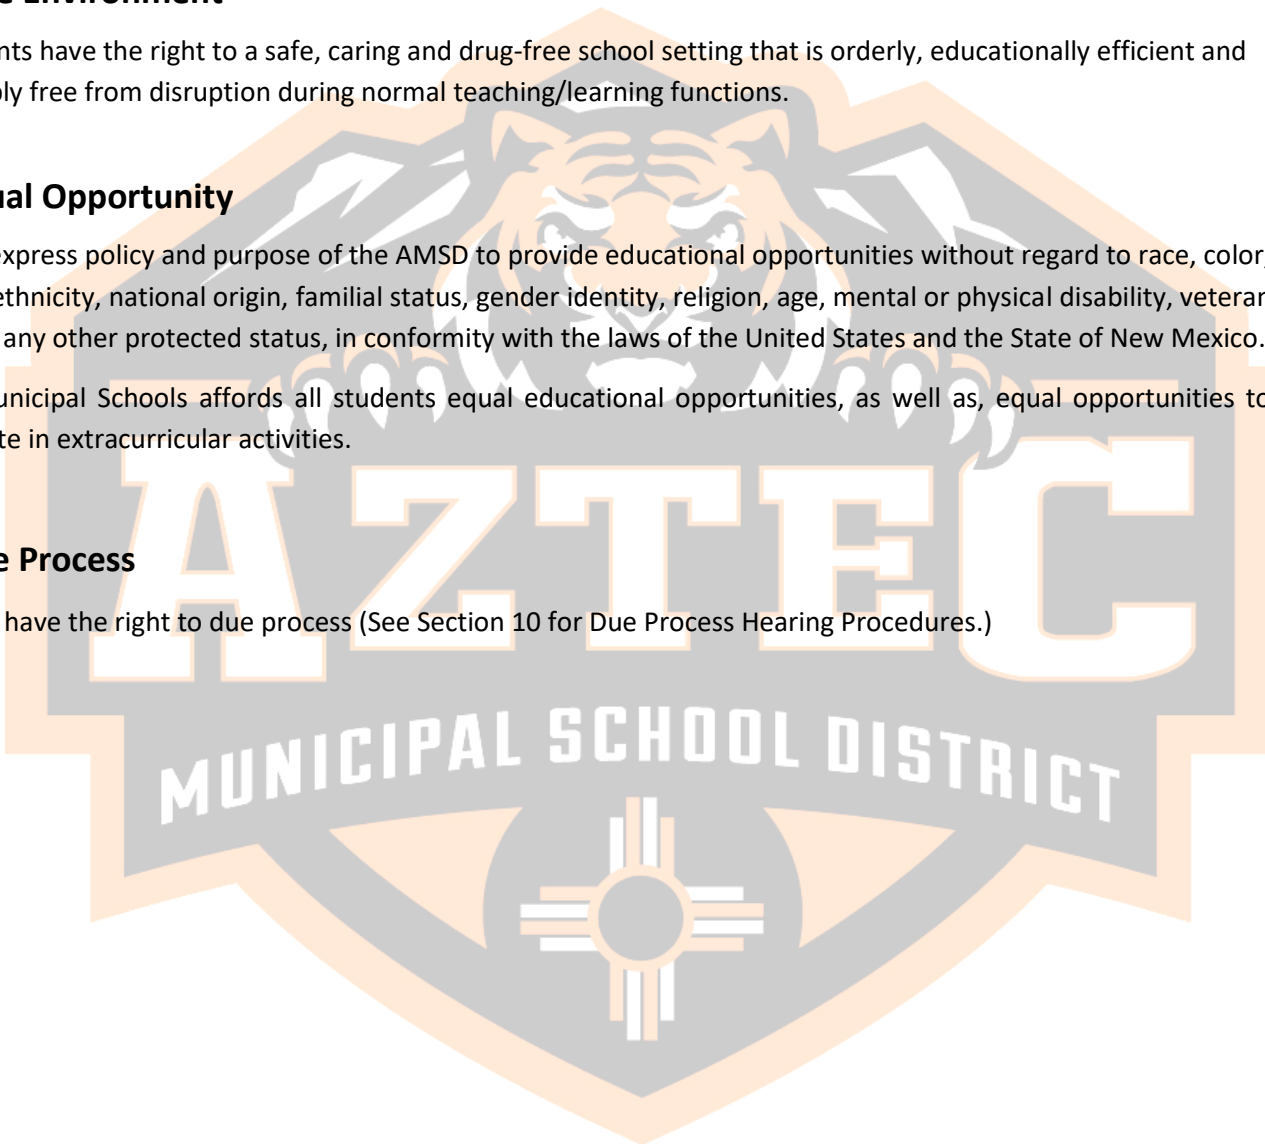 e Environment
nts have the right to a safe, caring and drug-free school setting that is orderly, educationally efficient and
bly free from disruption during normal teaching/learning functions.
ual Opportunity
express policy and purpose of the AMSD to provide educational opportunities without regard to race, color,
ethnicity, national origin, familial status, gender identity, religion, age, mental or physical disability, veteran
any other protected status, in conformity with the laws of the United States and the State of New Mexico.
unicipal Schools affords all students equal educational opportunities, as well as, equal opportunities to
te in extracurricular activities.
e Process
have the right to due process (See Section 10 for Due Process Hearing Procedures.)
AZTEC
MUNICIPAL SCHOOL DISTRICT